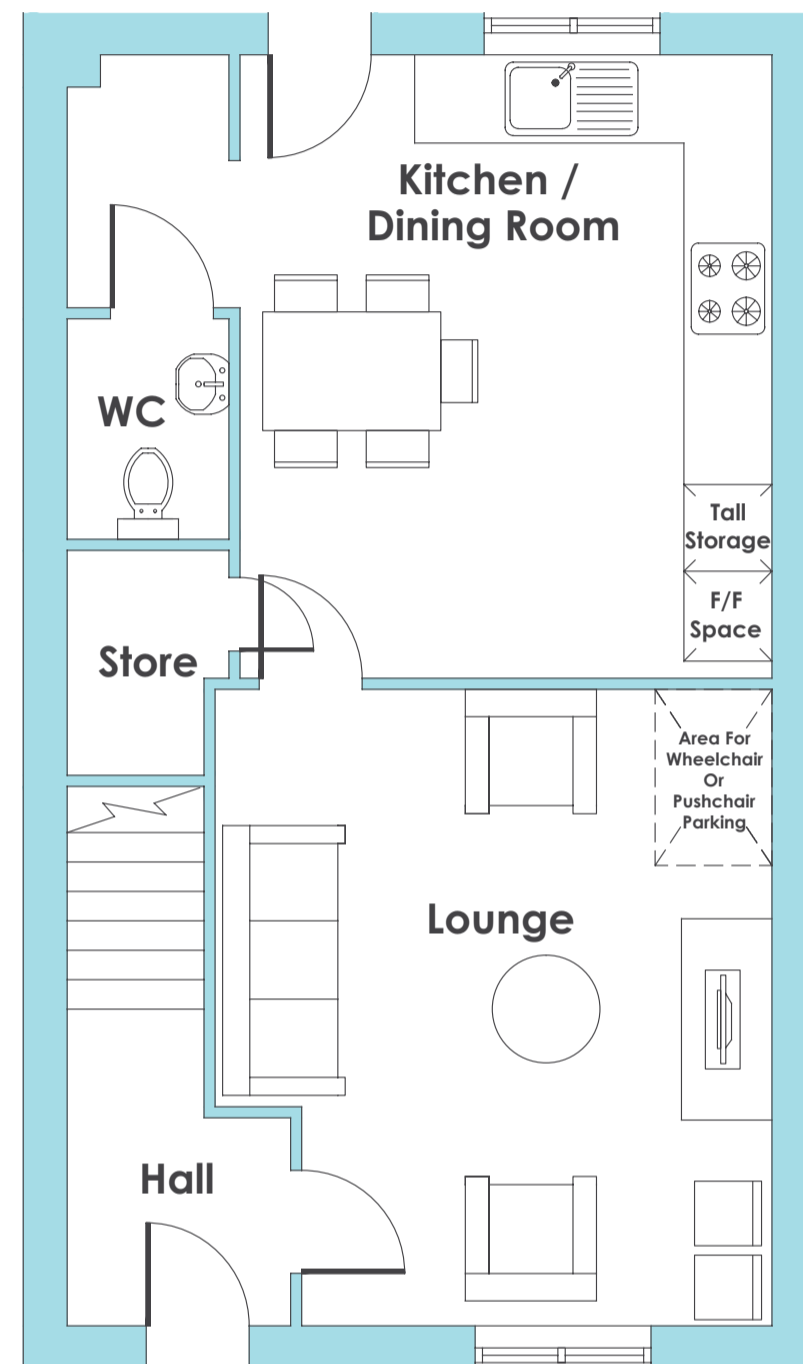 Kitchen /
Dining Room
WC
Tall
Storage
F/F
Space
Store
Area For
Wheelchair
Or
Pushchair
Parking
Lounge
Hall